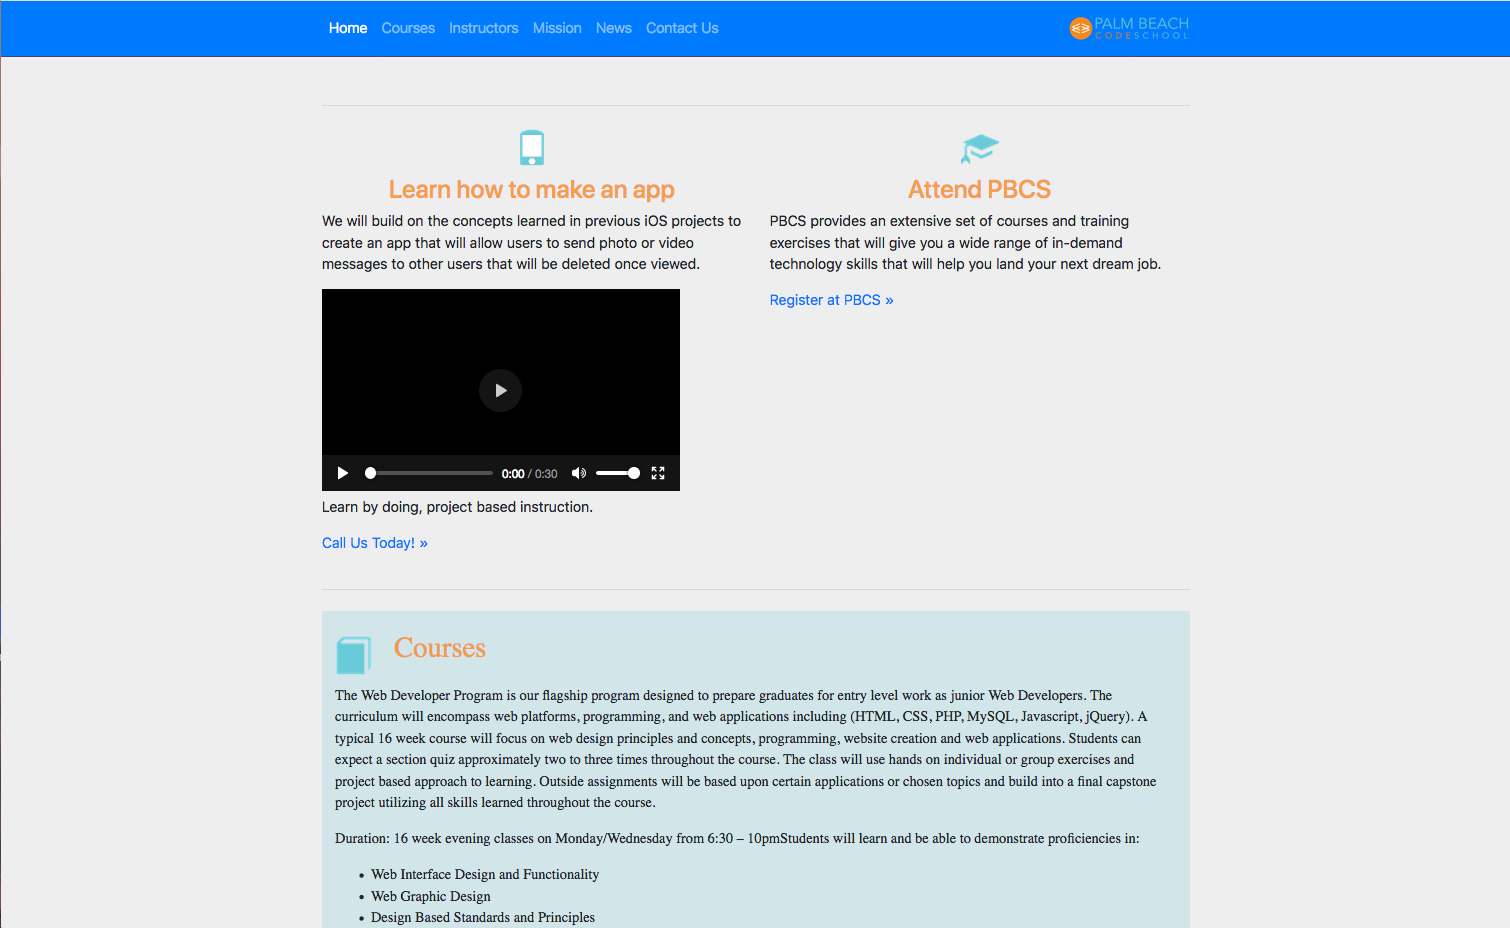 Home Courses Instructors Mission News Contact Us
PALM BEACH
CODESCHOOL
Learn how to make an app
We will build on the concepts learned in previous iOS projects to
create an app that will allow users to send photo or video
messages to other users that will be deleted once viewed.
0:00 / 0:30
Learn by doing, project based instruction.
Call Us Today! »
Attend PBCS
PBCS provides an extensive set of courses and training
exercises that will give you a wide range of in-demand
technology skills that will help you land your next dream job.
Register at PBCS »
Courses
The Web Developer Program is our flagship program designed to prepare graduates for entry level work as junior Web Developers. The
curriculum will encompass web platforms, programming, and web applications including (HTML, CSS, PHP, MySQL, Javascript, jQuery). A
typical 16 week course will focus on web design principles and concepts, programming, website creation and web applications. Students can
expect a section quiz approximately two to three times throughout the course. The class will use hands on individual or group exercises and
project based approach to learning. Outside assignments will be based upon certain applications or chosen topics and build into a final capstone
project utilizing all skills learned throughout the course.
Duration: 16 week evening classes on Monday/Wednesday from 6:30 – 10pmStudents will learn and be able to demonstrate proficiencies in:
• Web Interface Design and Functionality
• Web Graphic Design
• Design Based Standards and Principles